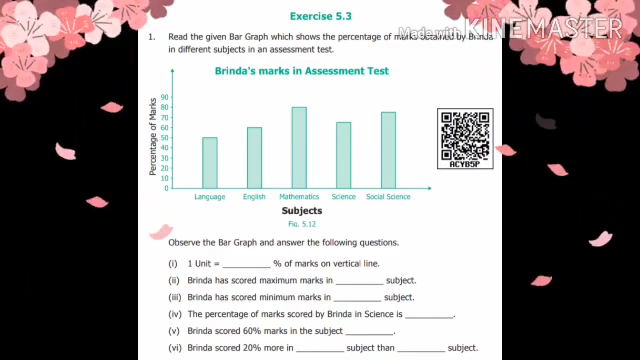 Exercise 5.3
Made with KINEMASTER
1. Read the given Bar Graph which shows the percentage of marks obtained by Brinda
in different subjects in an assessment test.
Brinda's marks in Assessment Test
Percentage of Marks
90
80
70
60
50
40
30
20
10
0
Language English Mathematics Science Social Science
Subjects
Fig. 5.12
ACYB5P
Observe the Bar Graph and answer the following questions.
(i) 1 Unit = __________ % of marks on vertical line.
(ii) Brinda has scored maximum marks in __________ subject.
(iii) Brinda has scored minimum marks in __________ subject.
(iv) The percentage of marks scored by Brinda in Science is __________.
(v) Brinda scored 60% marks in the subject __________.
(vi) Brinda scored 20% more in __________ subject than __________ subject.